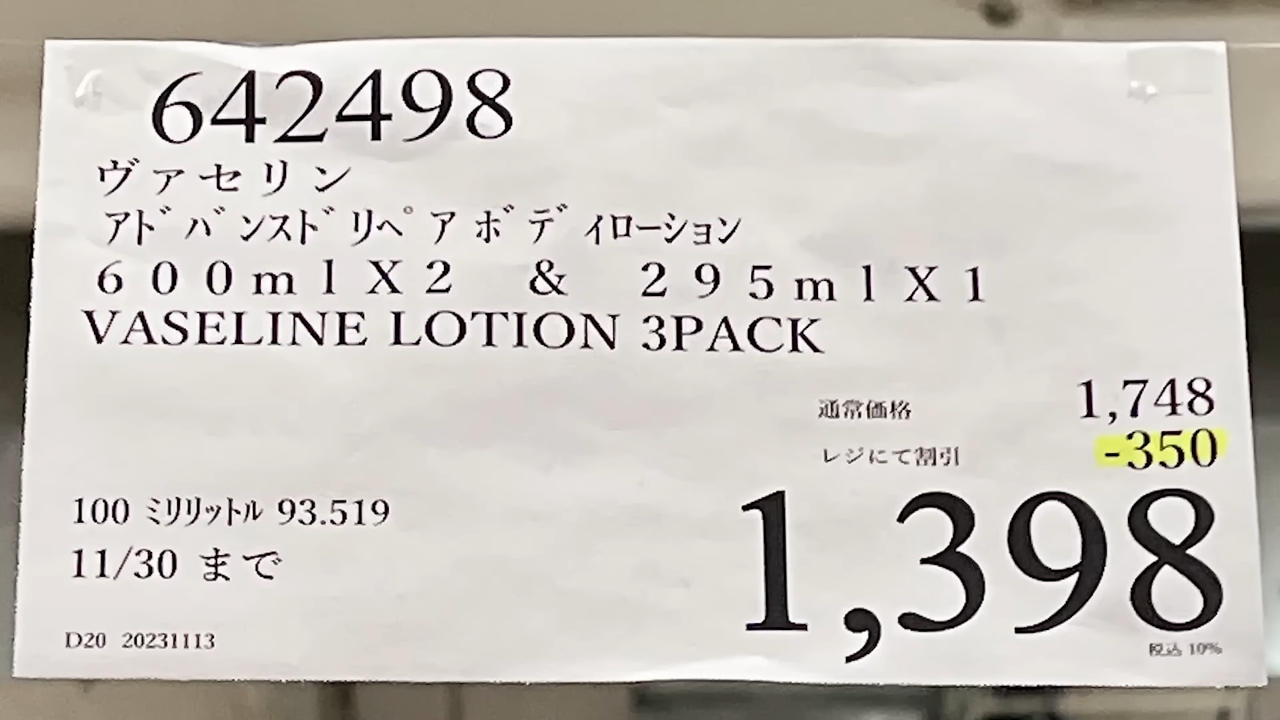 642498
ヴァセリン
アドバンスドリペアボディローション
600mlX2 & 295mlX1
VASELINE LOTION 3PACK
通常価格 1,748
レジにて割引 -350
1,398
100 ミリリットル 93.519
11/30 まで
D20 20231113
税込 10%